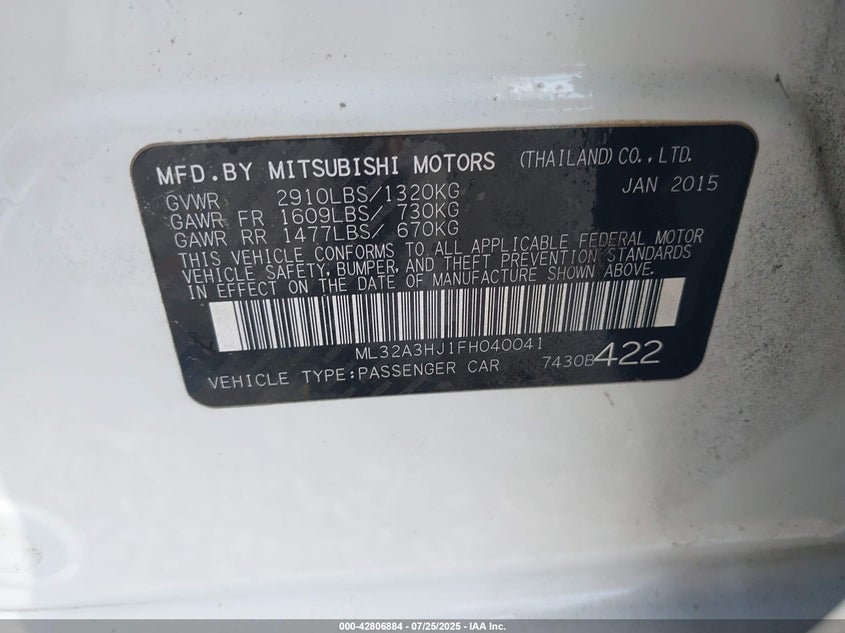 MFD.BY MITSUBISHI MOTORS (THAILAND)CO.,LTD.
JAN 2015
GVWR 2910LBS/1320KG
GAWR FR 1609LBS/ 730KG
GAWR RR 1477LBS/ 670KG
THIS VEHICLE CONFORMS TO ALL APPLICABLE FEDERAL MOTOR
VEHICLE SAFETY, BUMPER, AND THEFT PREVENTION STANDARDS
IN EFFECT ON THE DATE OF MANUFACTURE SHOWN ABOVE.
ML32A3HJ1FH040041
VEHICLE TYPE:PASSENGER CAR 7430B422
000-42806884 | 07/25/2025 - IAA Inc.